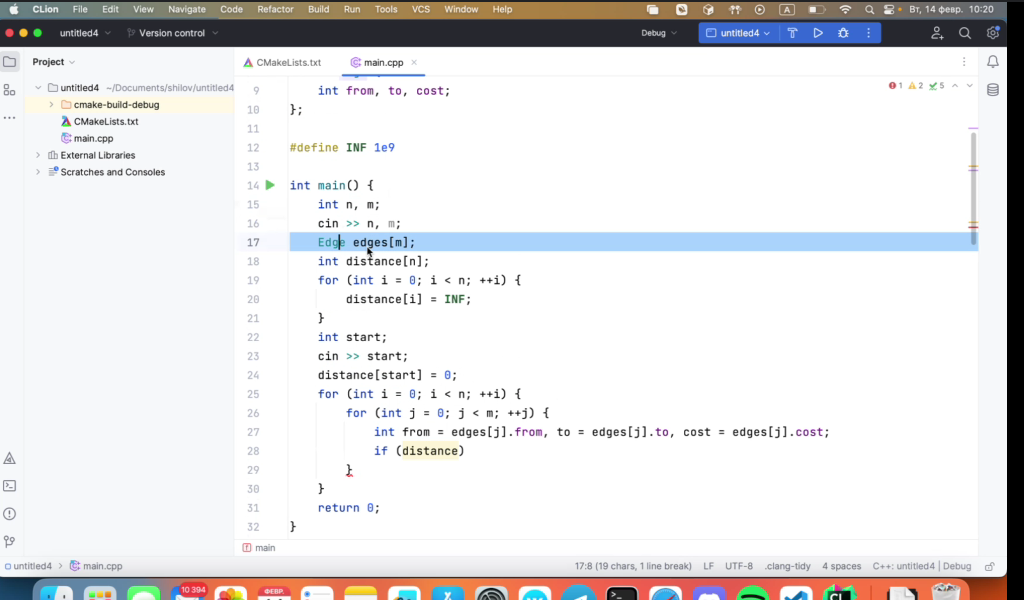 CLion File Edit View Navigate Code Refactor Build Run Tools VCS Window Help A Вт, 14 февр. 10:20
untitled4 Version control Debug untitled4
Project CMakeLists.txt main.cpp
untitled4 ~/Documents/shilov/untitled4
cmake-build-debug
CMakeLists.txt
main.cpp
External Libraries
Scratches and Consoles
1 2 5
9 int from, to, cost;
10 };
11
12 #define INF 1e9
13
14 int main() {
15 int n, m;
16 cin >> n, m;
17 Edge edges[m];
18 int distance[n];
19 for (int i = 0; i < n; ++i) {
20 distance[i] = INF;
21 }
22 int start;
23 cin >> start;
24 distance[start] = 0;
25 for (int i = 0; i < n; ++i) {
26 for (int j = 0; j < m; ++j) {
27 int from = edges[j].from, to = edges[j].to, cost = edges[j].cost;
28 if (distance)
29 }
30 }
31 return 0;
32 }
f main
untitled4 > main.cpp 17:8 (19 chars, 1 line break) LF UTF-8 .clang-tidy 4 spaces C++: untitled4 | Debug
10 394
ФЕВР.